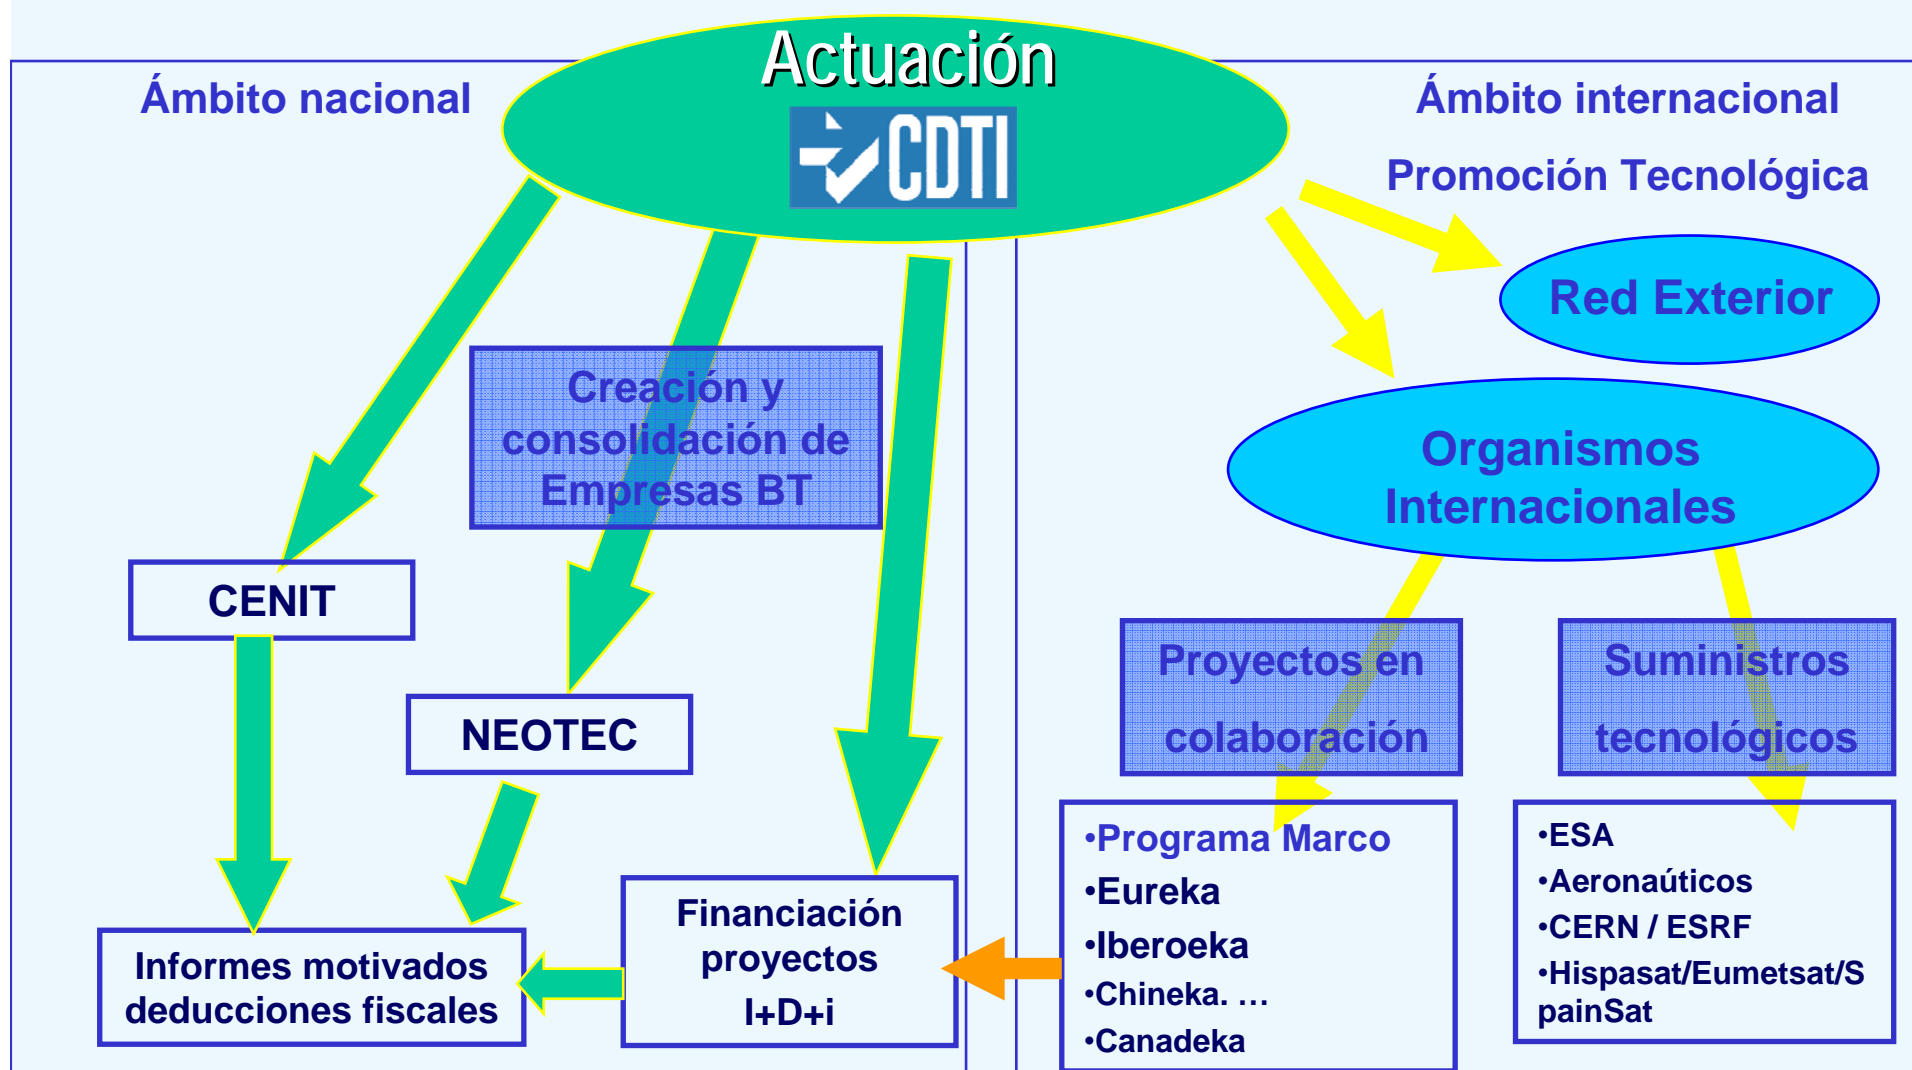 Actuación
CDTI
Ámbito nacional
Creación y
consolidación de
Empresas BT
CENIT
NEOTEC
Financiación
proyectos
I+D+i
Informes motivados
deducciones fiscales
Ámbito internacional
Promoción Tecnológica
Red Exterior
Organismos
Internacionales
Proyectos en
colaboración
•Programa Marco
•Eureka
•Iberoeka
•Chineka. ...
•Canadeka
Suministros
tecnológicos
•ESA
•Aeronaúticos
•CERN / ESRF
•Hispasat/Eumetsat/S
painSat